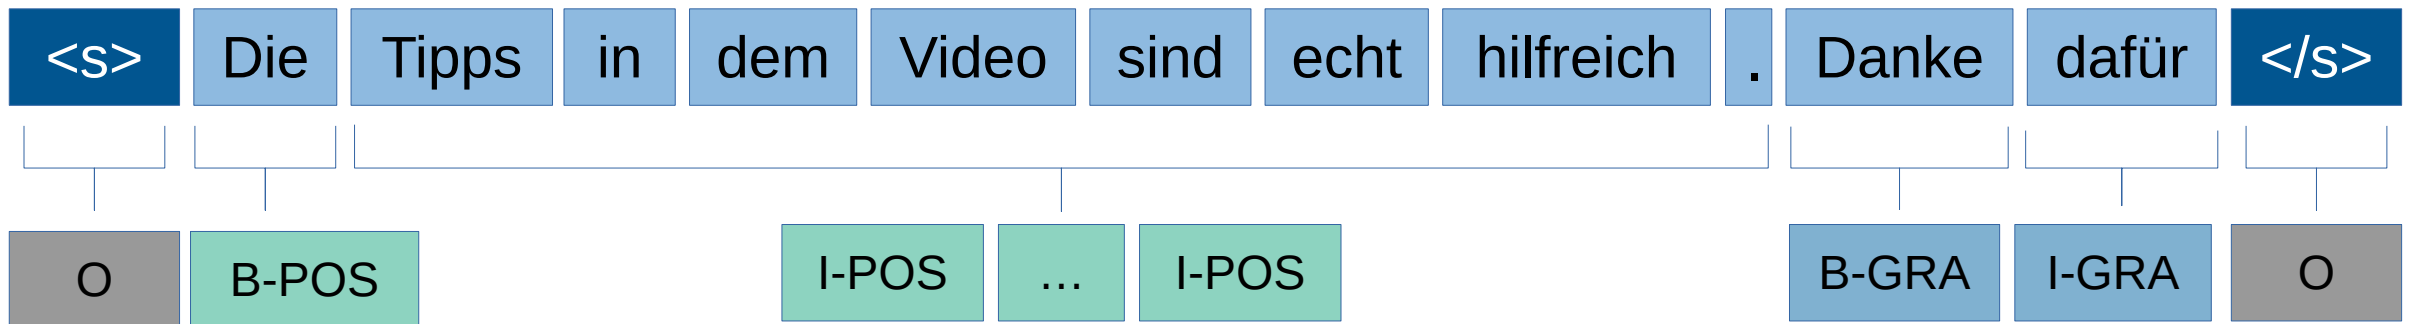 <s> Die Tipps in dem Video sind echt hilfreich . Danke dafür </s>
O B-POS I-POS ... I-POS B-GRA I-GRA O